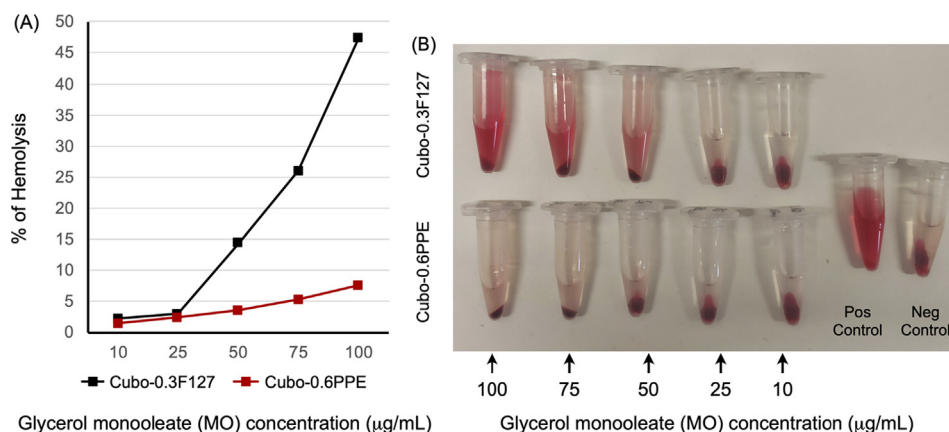 (A)
50
45
40
35
30
25
20
15
10
5
0
% of Hemolysis
10 25 50 75 100
Cubo-0.3F127 Cubo-0.6PPE
Glycerol monooleate (MO) concentration (μg/mL)
(B)
Cubo-0.3F127
Cubo-0.6PPE
Pos
Control
Neg
Control
100 75 50 25 10
Glycerol monooleate (MO) concentration (μg/mL)